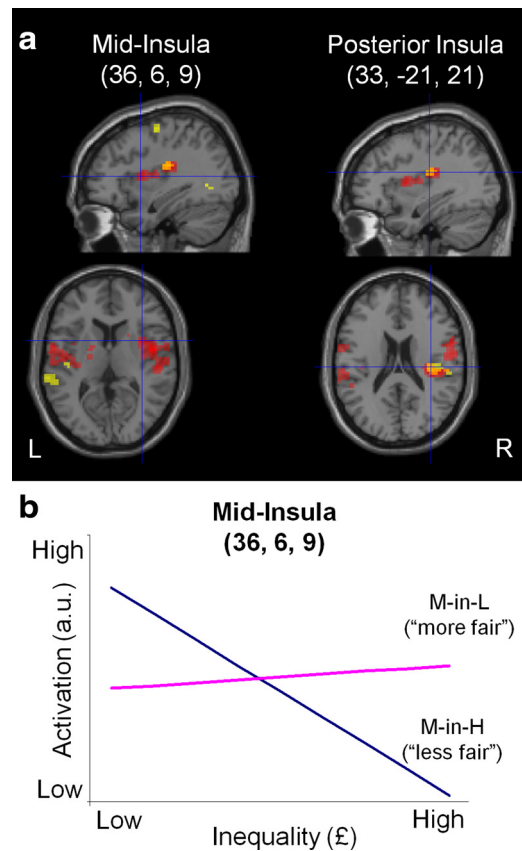 a
Mid-Insula
(36, 6, 9)
Posterior Insula
(33, -21, 21)
L
R
b
Mid-Insula
(36, 6, 9)
High
Activation (a.u.)
Low
M-in-L
(“more fair”)
M-in-H
(“less fair”)
Low
High
Inequality (£)